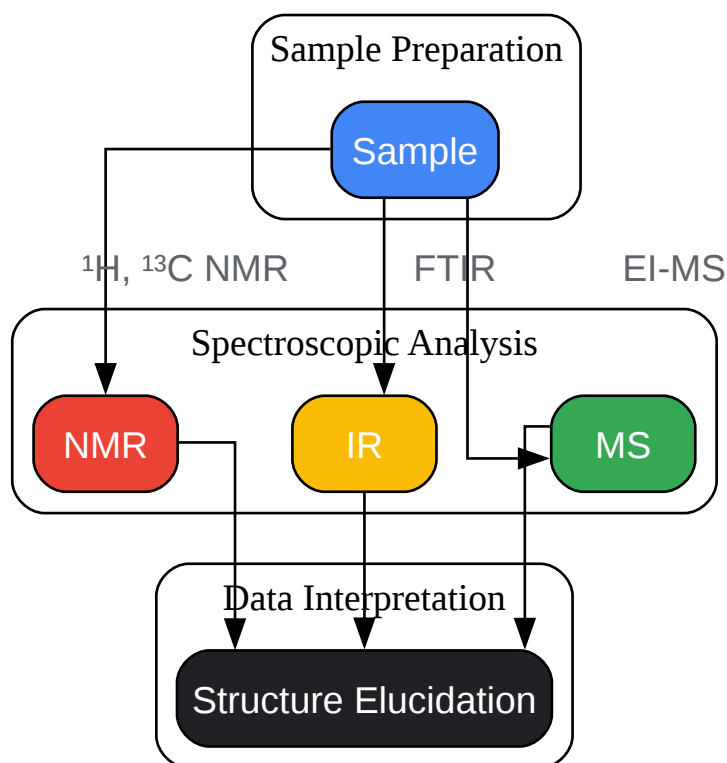 Sample Preparation
Sample
¹H, ¹³C NMR
FTIR
EI-MS
Spectroscopic Analysis
NMR
IR
MS
Data Interpretation
Structure Elucidation